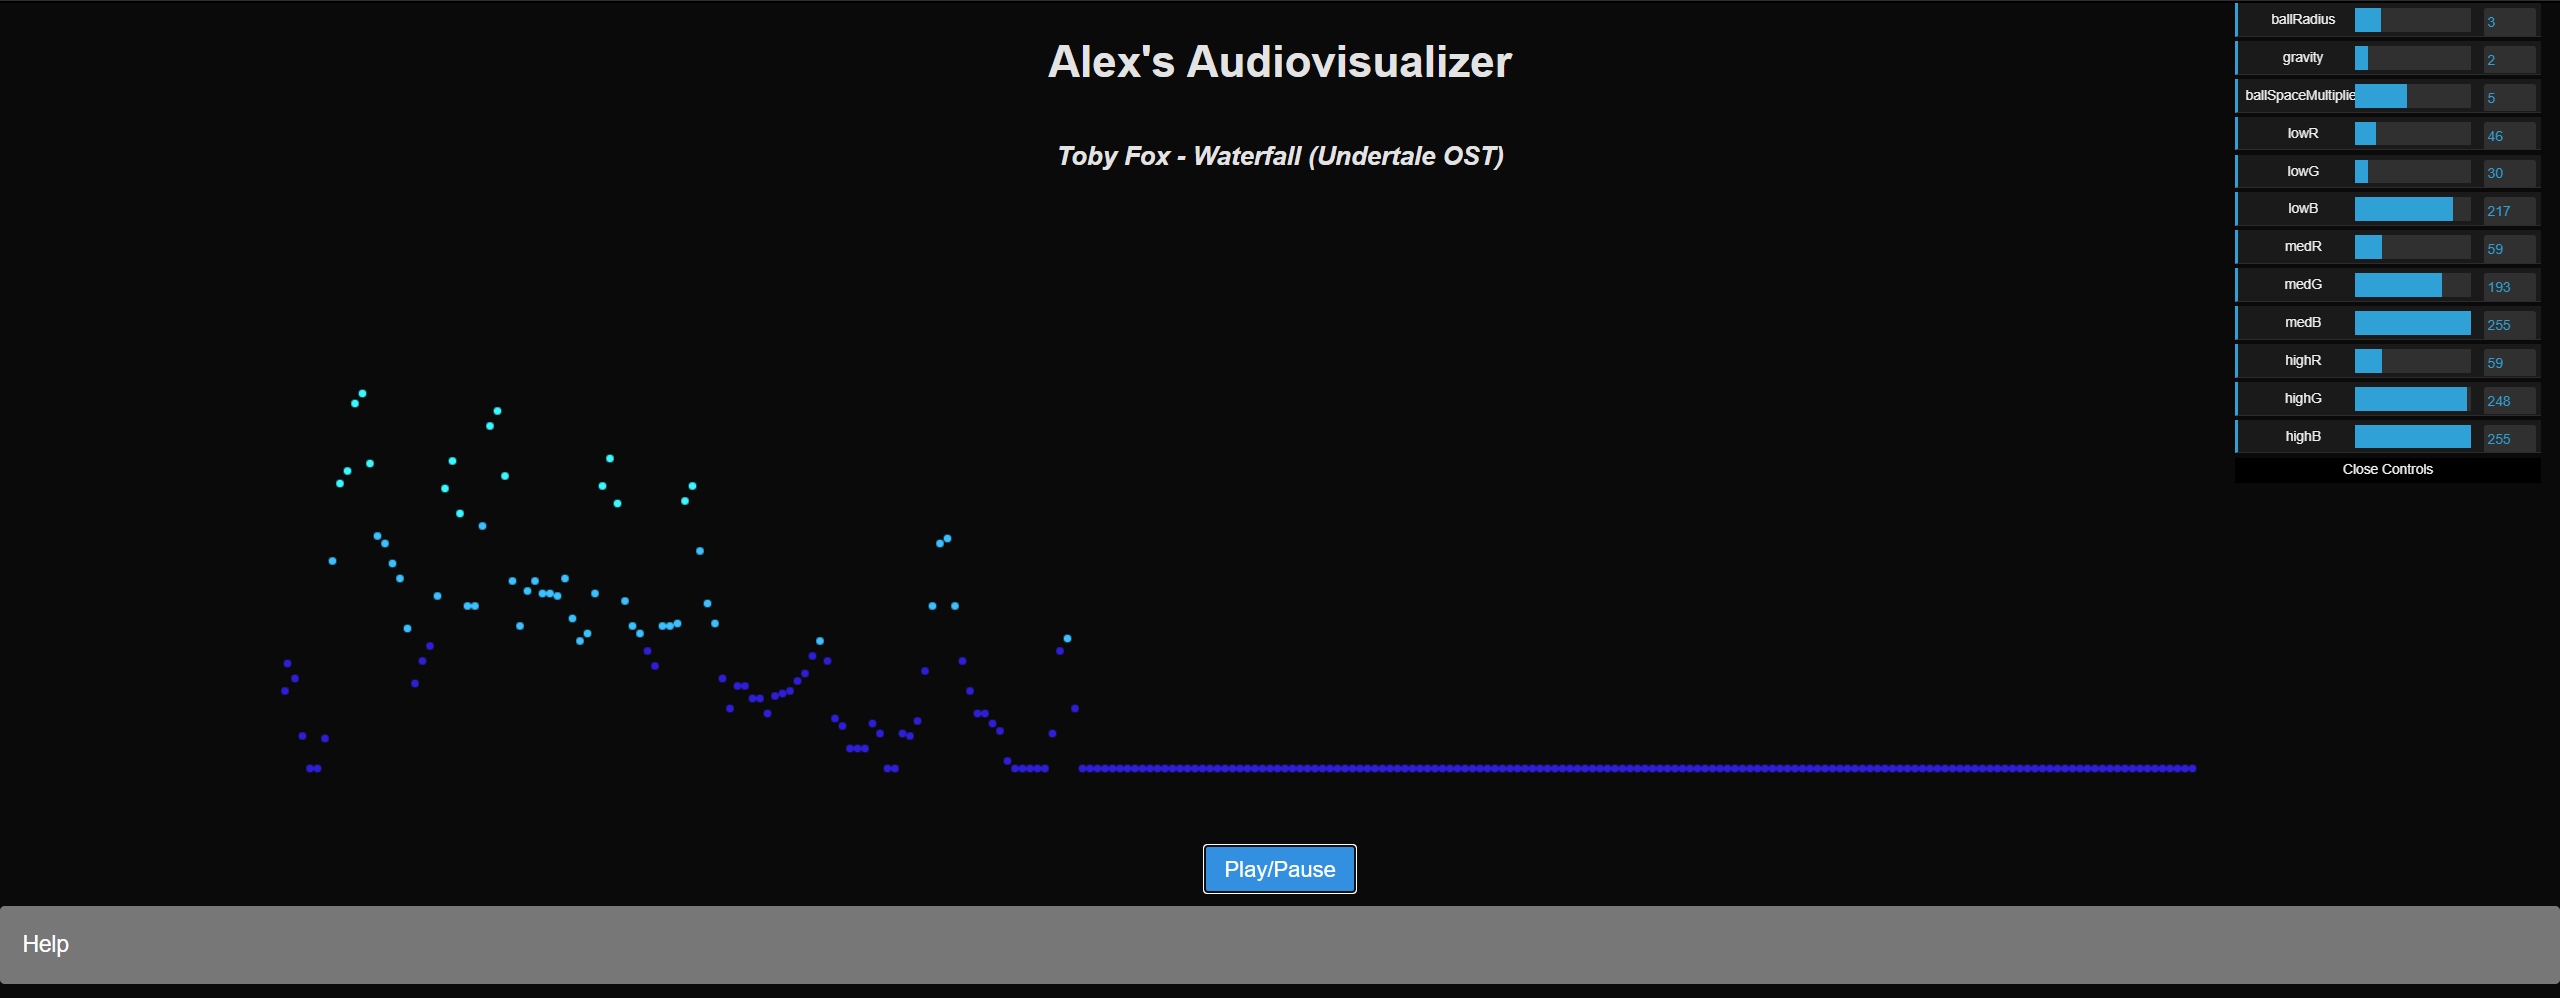 Alex's Audiovisualizer
Toby Fox - Waterfall (Undertale OST)
ballRadius 3
gravity 2
ballSpaceMultiplie 5
lowR 46
lowG 30
lowB 217
medR 59
medG 193
medB 255
highR 59
highG 248
highB 255
Close Controls
Play/Pause
Help